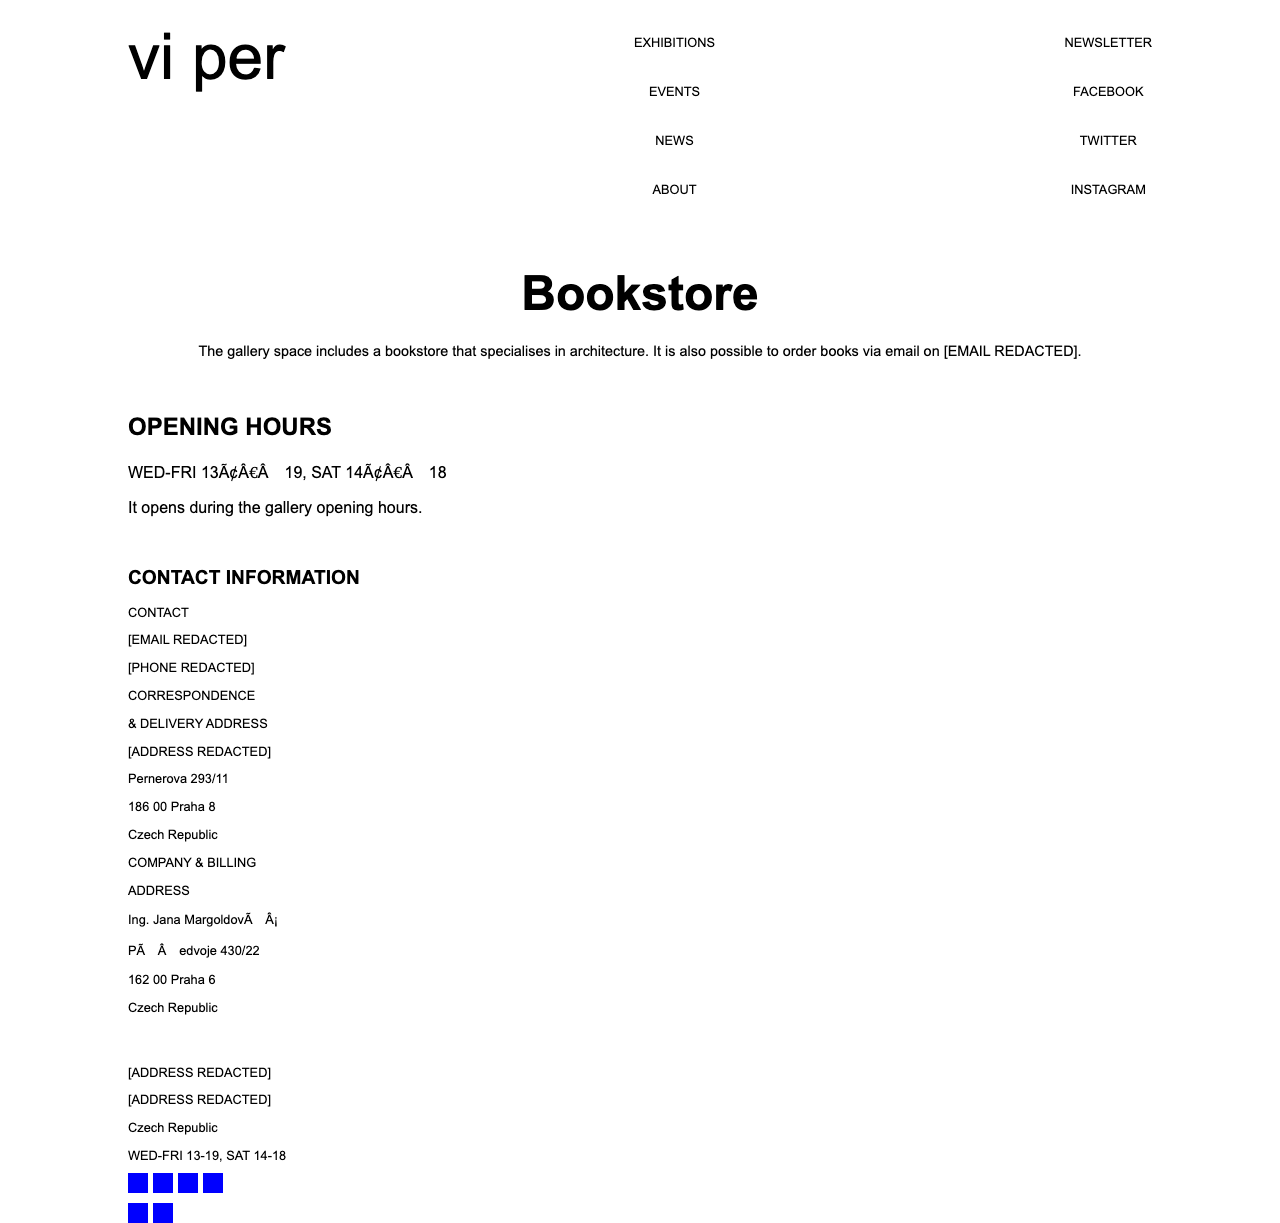 vi per
EXHIBITIONS
EVENTS
NEWS
ABOUT
NEWSLETTER
FACEBOOK
TWITTER
INSTAGRAM
Bookstore
The gallery space includes a bookstore that specialises in architecture. It is also possible to order books via email on [EMAIL REDACTED].
OPENING HOURS
WED-FRI 13Ã¢Â€Â 19, SAT 14Ã¢Â€Â 18
It opens during the gallery opening hours.
CONTACT INFORMATION
CONTACT
[EMAIL REDACTED]
[PHONE REDACTED]
CORRESPONDENCE
& DELIVERY ADDRESS
[ADDRESS REDACTED]
Pernerova 293/11
186 00 Praha 8
Czech Republic
COMPANY & BILLING
ADDRESS
Ing. Jana MargoldovÃ Â¡
PÃ Â edvoje 430/22
162 00 Praha 6
Czech Republic
[ADDRESS REDACTED]
[ADDRESS REDACTED]
Czech Republic
WED-FRI 13-19, SAT 14-18